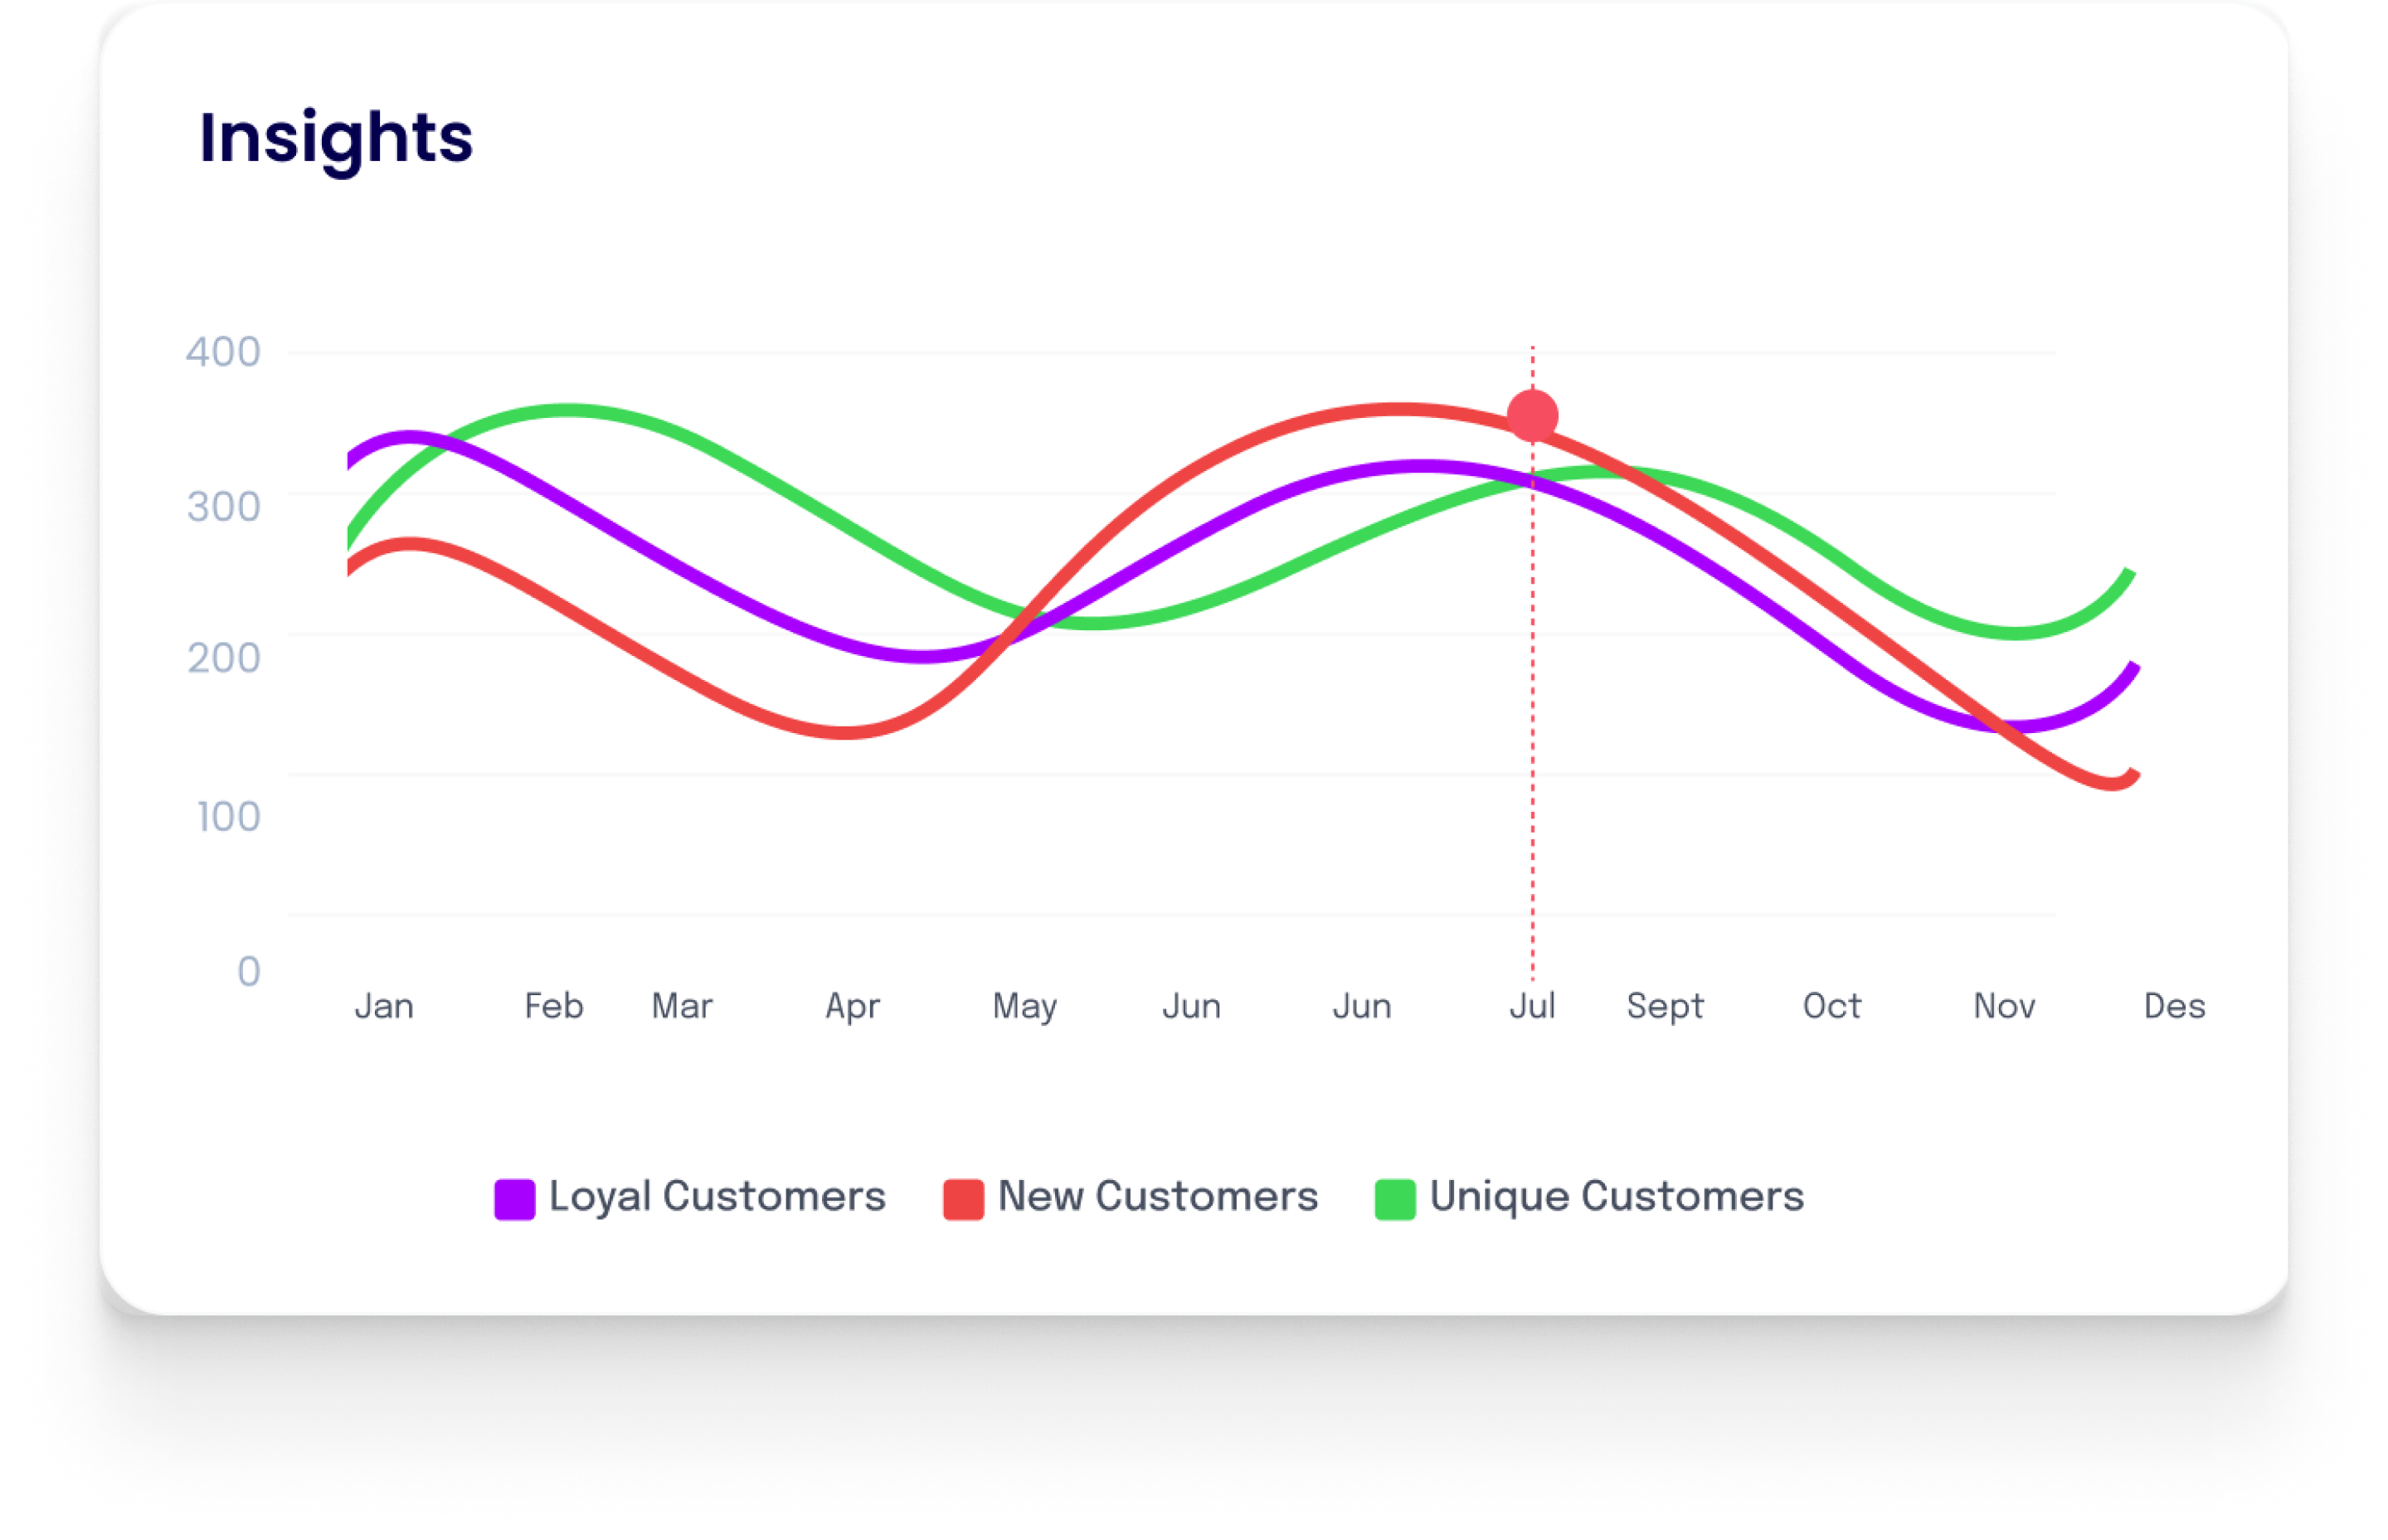 Insights
400
300
200
100
0
Jan Feb Mar Apr May Jun Jun Jul Sept Oct Nov Des
Loyal Customers New Customers Unique Customers